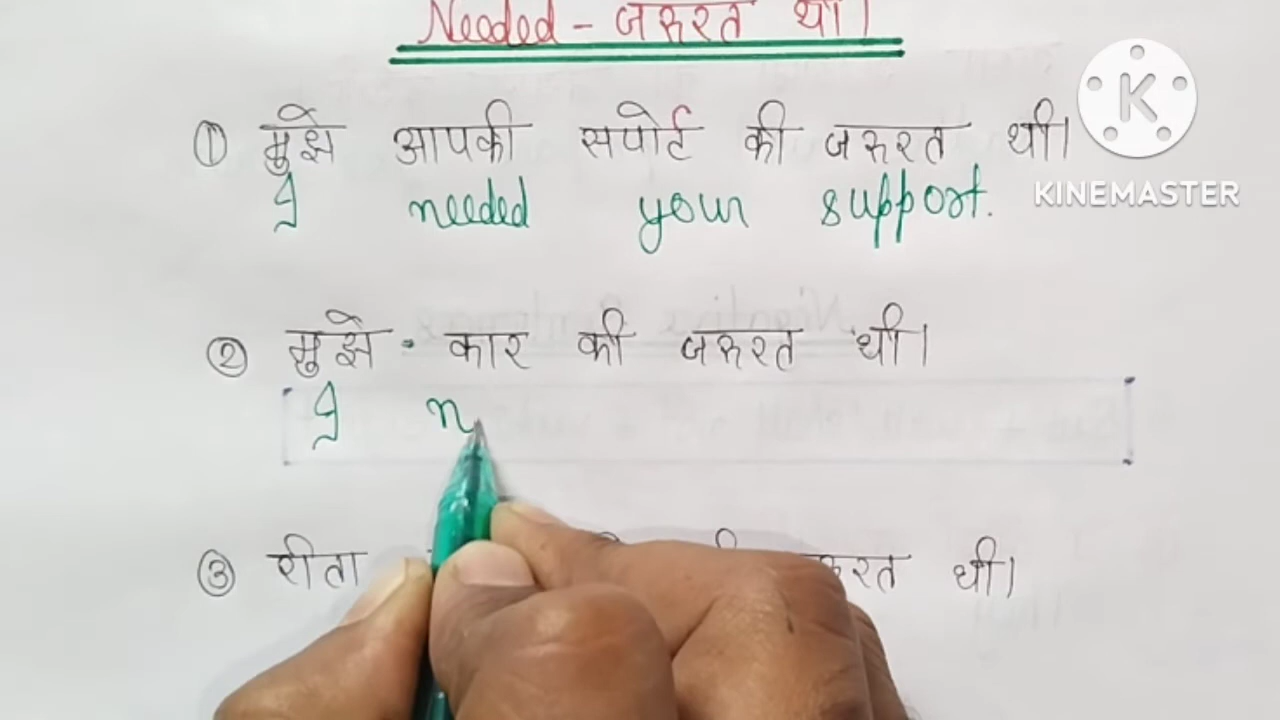 Needed - जरूरत थी।
① मुझे आपकी सपोर्ट की जरूरत थी।
I needed your support.
② मुझे कार की जरूरत थी।
I n
③ रीता थी।
KINEMASTER